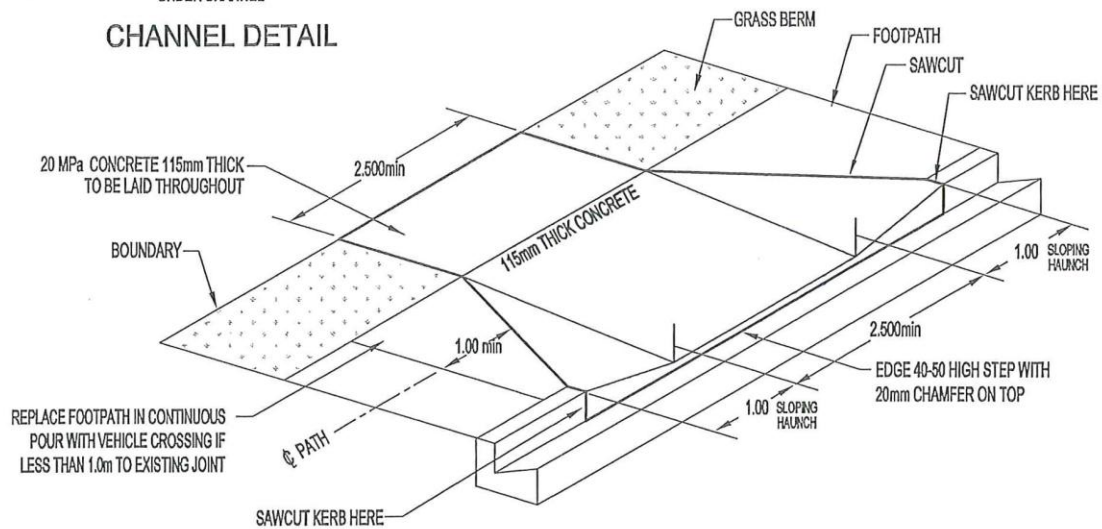 CHANNEL DETAIL
GRASS BERM
FOOTPATH
SAWCUT
SAWCUT KERB HERE
20 MPa CONCRETE 115mm THICK
TO BE LAID THROUGHOUT
2.500min
BOUNDARY
115mm THICK CONCRETE
1.00 SLOPING
HAUNCH
2.500min
1.00 min
EDGE 40-50 HIGH STEP WITH
20mm CHAMFER ON TOP
1.00 SLOPING
HAUNCH
REPLACE FOOTPATH IN CONTINUOUS
POUR WITH VEHICLE CROSSING IF
LESS THAN 1.0m TO EXISTING JOINT
℄ PATH
SAWCUT KERB HERE